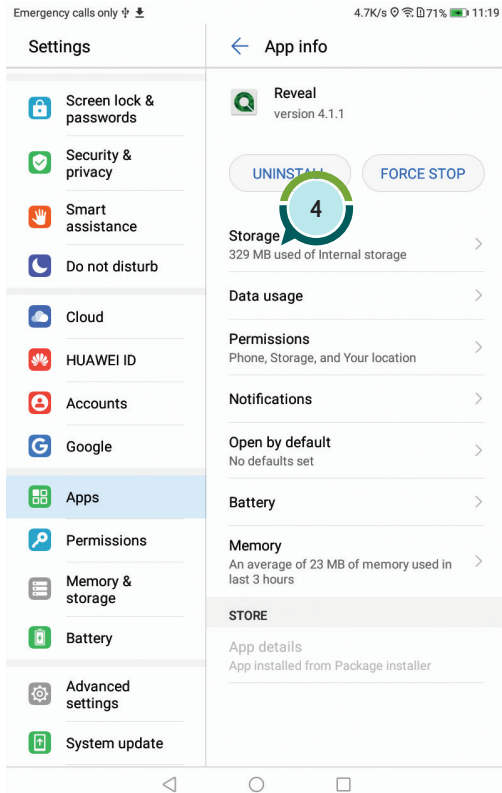 Emergency calls only 4.7K/s 71% 11:19
Settings
App info
Screen lock &
passwords
Security &
privacy
Smart
assistance
Do not disturb
Cloud
HUAWEI ID
Accounts
Google
Apps
Permissions
Memory &
storage
Battery
Advanced
settings
System update
Reveal
version 4.1.1
UNINSTALL
FORCE STOP
4
Storage
329 MB used of Internal storage
Data usage
Permissions
Phone, Storage, and Your location
Notifications
Open by default
No defaults set
Battery
Memory
An average of 23 MB of memory used in
last 3 hours
STORE
App details
App installed from Package installer